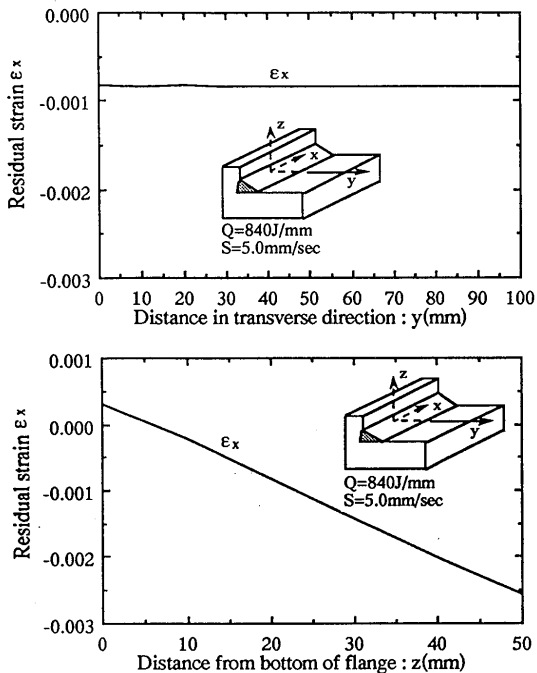 0.000
-0.001
-0.002
-0.003
Residual strain εx
εx
z
x
y
Q=840J/mm
S=5.0mm/sec
0 10 20 30 40 50 60 70 80 90 100
Distance in transverse direction : y(mm)
0.001
0.000
-0.001
-0.002
-0.003
Residual strain εx
εx
z
x
y
Q=840J/mm
S=5.0mm/sec
0 10 20 30 40 50
Distance from bottom of flange : z(mm)